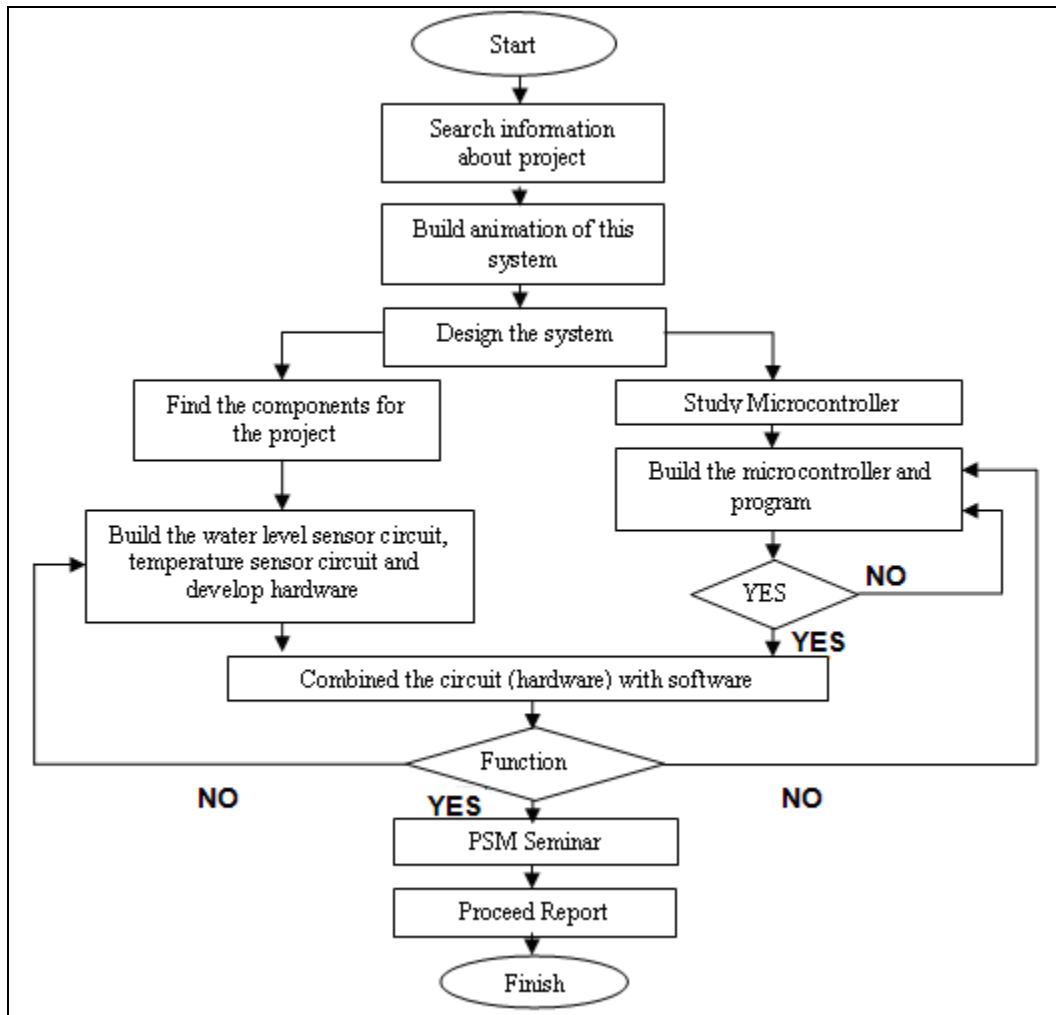 Start
Search information
about project
Build animation of this
system
Design the system
Find the components for
the project
Study Microcontroller
Build the microcontroller and
program
Build the water level sensor circuit,
temperature sensor circuit and
develop hardware
YES
NO
YES
Combined the circuit (hardware) with software
Function
NO
YES
NO
PSM Seminar
Proceed Report
Finish